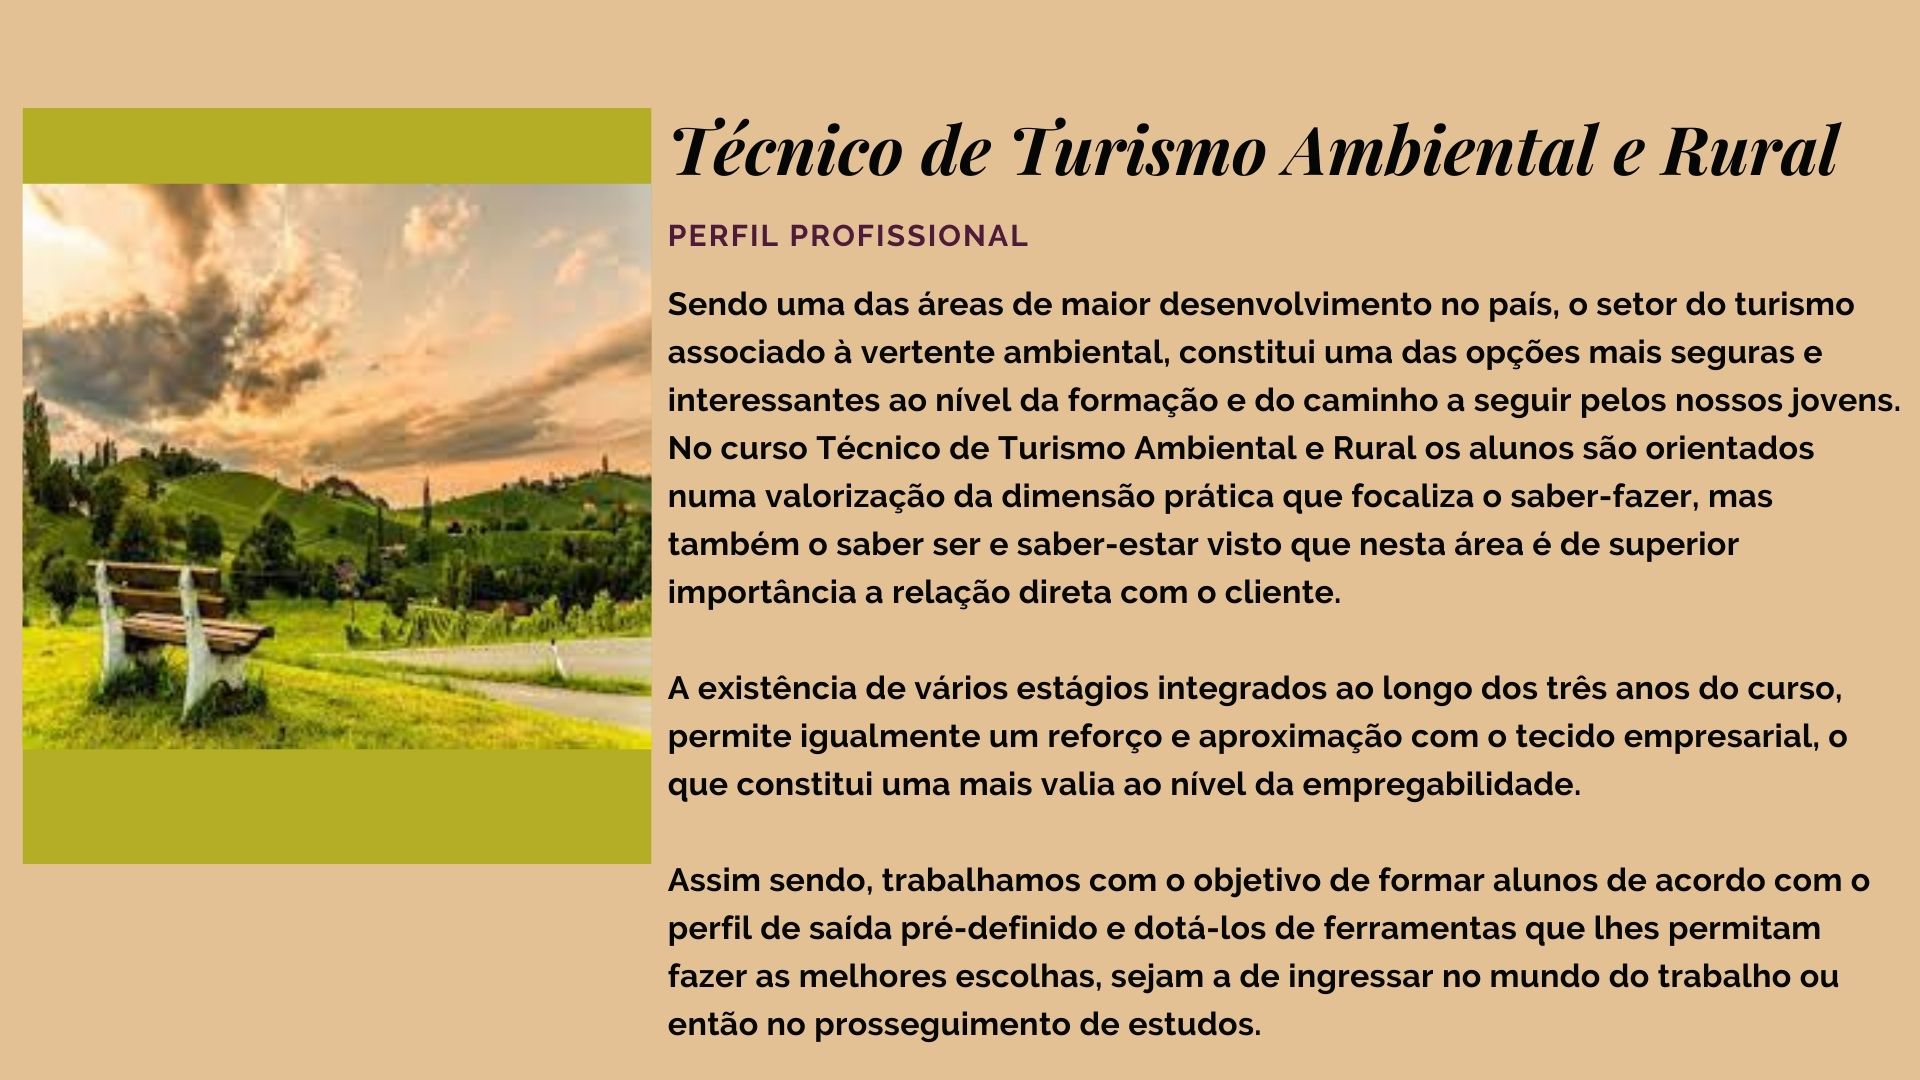 Técnico de Turismo Ambiental e Rural
PERFIL PROFISSIONAL
Sendo uma das áreas de maior desenvolvimento no país, o setor do turismo
associado à vertente ambiental, constitui uma das opções mais seguras e
interessantes ao nível da formação e do caminho a seguir pelos nossos jovens.
No curso Técnico de Turismo Ambiental e Rural os alunos são orientados
numa valorização da dimensão prática que focaliza o saber-fazer, mas
também o saber ser e saber-estar visto que nesta área é de superior
importância a relação direta com o cliente.
A existência de vários estágios integrados ao longo dos três anos do curso,
permite igualmente um reforço e aproximação com o tecido empresarial, o
que constitui uma mais valia ao nível da empregabilidade.
Assim sendo, trabalhamos com o objetivo de formar alunos de acordo com o
perfil de saída pré-definido e dotá-los de ferramentas que lhes permitam
fazer as melhores escolhas, sejam a de ingressar no mundo do trabalho ou
então no prosseguimento de estudos.